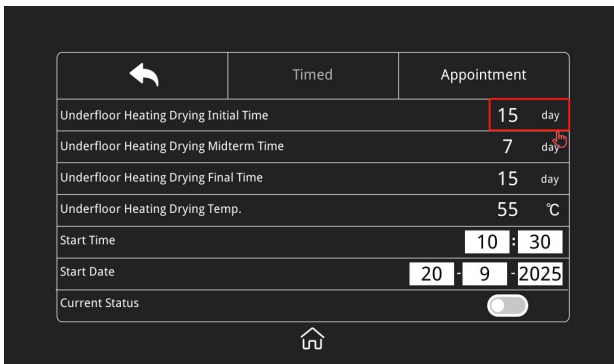 Timed Appointment
Underfloor Heating Drying Initial Time 15 day
Underfloor Heating Drying Midterm Time 7 day
Underfloor Heating Drying Final Time 15 day
Underfloor Heating Drying Temp. 55 ℃
Start Time 10 : 30
Start Date 20 - 9 - 2025
Current Status